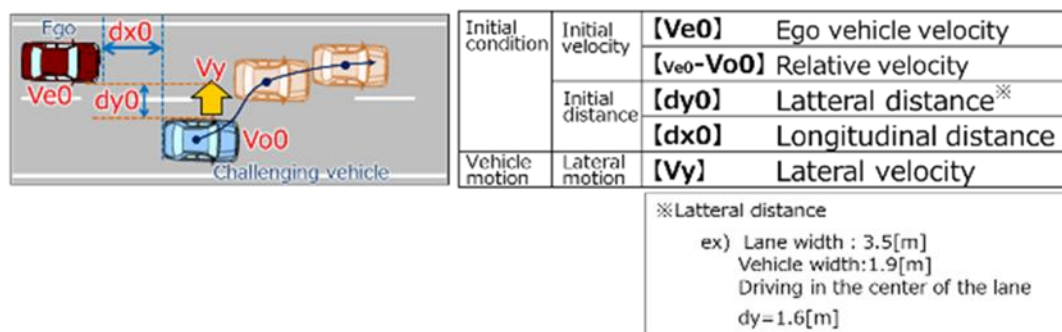 Ego
dx0
Vy
Ve0
dy0
Vo0
Challenging vehicle
Initial condition
Initial velocity
【Ve0】 Ego vehicle velocity
【Ve0-Vo0】 Relative velocity
Initial distance
【dy0】 Latteral distance※
【dx0】 Longitudinal distance
Vehicle motion
Lateral motion
【Vy】 Lateral velocity
※Latteral distance
ex) Lane width : 3.5[m]
Vehicle width:1.9[m]
Driving in the center of the lane
dy=1.6[m]